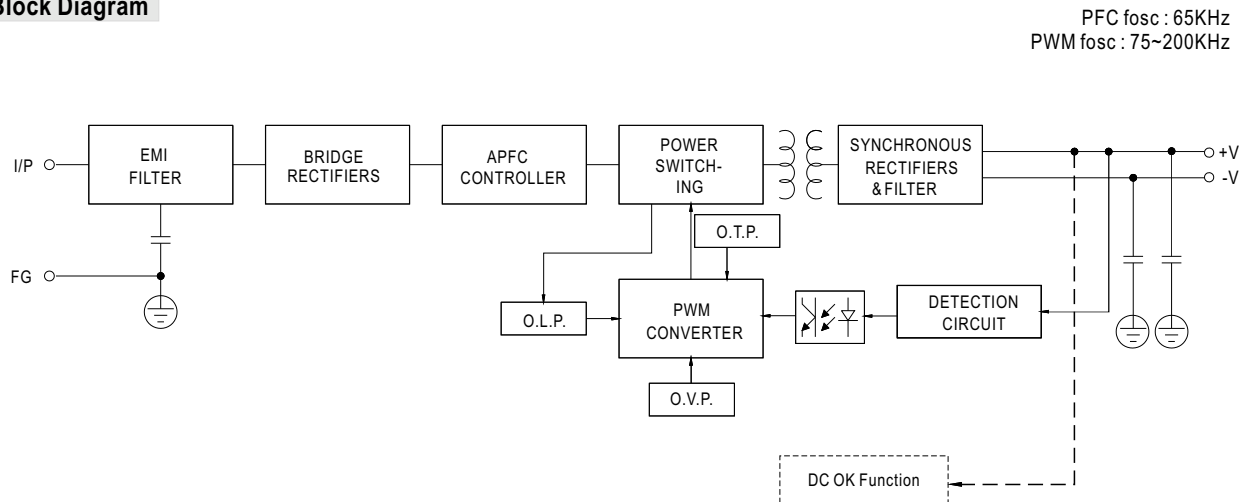 Block Diagram
PFC fosc : 65KHz
PWM fosc : 75~200KHz
I/P
EMI
FILTER
BRIDGE
RECTIFIERS
APFC
CONTROLLER
POWER
SWITCH-
ING
SYNCHRONOUS
RECTIFIERS
& FILTER
+V
-V
O.T.P.
FG
O.L.P.
PWM
CONVERTER
DETECTION
CIRCUIT
O.V.P.
DC OK Function